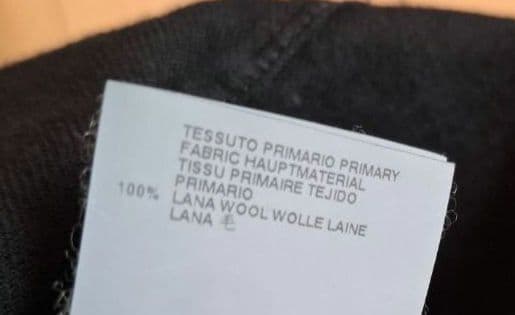 TESSUTO PRIMARIO PRIMARY
FABRIC HAUPTMATERIAL
TISSU PRIMAIRE TEJIDO
PRIMARIO
100% LANA WOOL WOLLE LAINE
LANA 毛